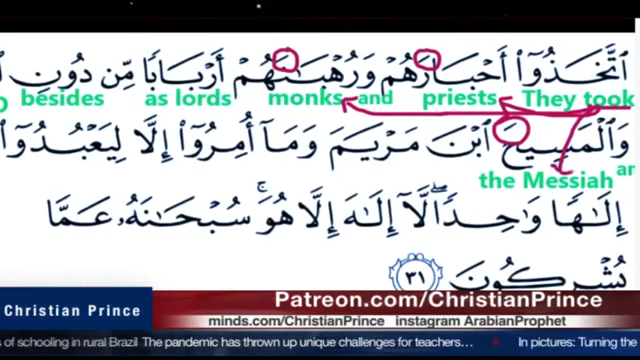 ٱتَّخَذُوٓاْ أَحۡبَارَهُمۡ وَرُهۡبَٰنَهُمۡ أَرۡبَابٗا مِّن دُونِ
besides as lords monks and priests They took
وَٱلۡمَسِيحَ ٱبۡنَ مَرۡيَمَ وَمَآ أُمِرُوٓاْ إِلَّا لِيَعۡبُدُوٓاْ
the Messiah ar
إِلَٰهٗا وَٰحِدٗاۖ لَّآ إِلَٰهَ إِلَّا هُوَۚ سُبۡحَٰنَهُۥ عَمَّا
يُشۡرِكُونَ ٣١
Christian Prince
Patreon.com/ChristianPrince
minds.com/ChristianPrince instagram ArabianProphet
s of schooling in rural Brazil The pandemic has thrown up unique challenges for teachers... In pictures: Turning the